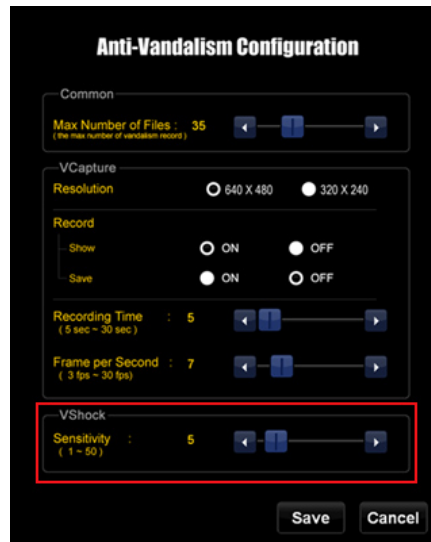 Anti-Vandalism Configuration
Common
Max Number of Files : 35
( the max number of vandalism record )
VCapture
Resolution 640 X 480 320 X 240
Record
Show ON OFF
Save ON OFF
Recording Time : 5
( 5 sec ~ 30 sec )
Frame per Second : 7
( 3 fps ~ 30 fps)
VShock
Sensitivity : 5
( 1 ~ 50 )
Save Cancel